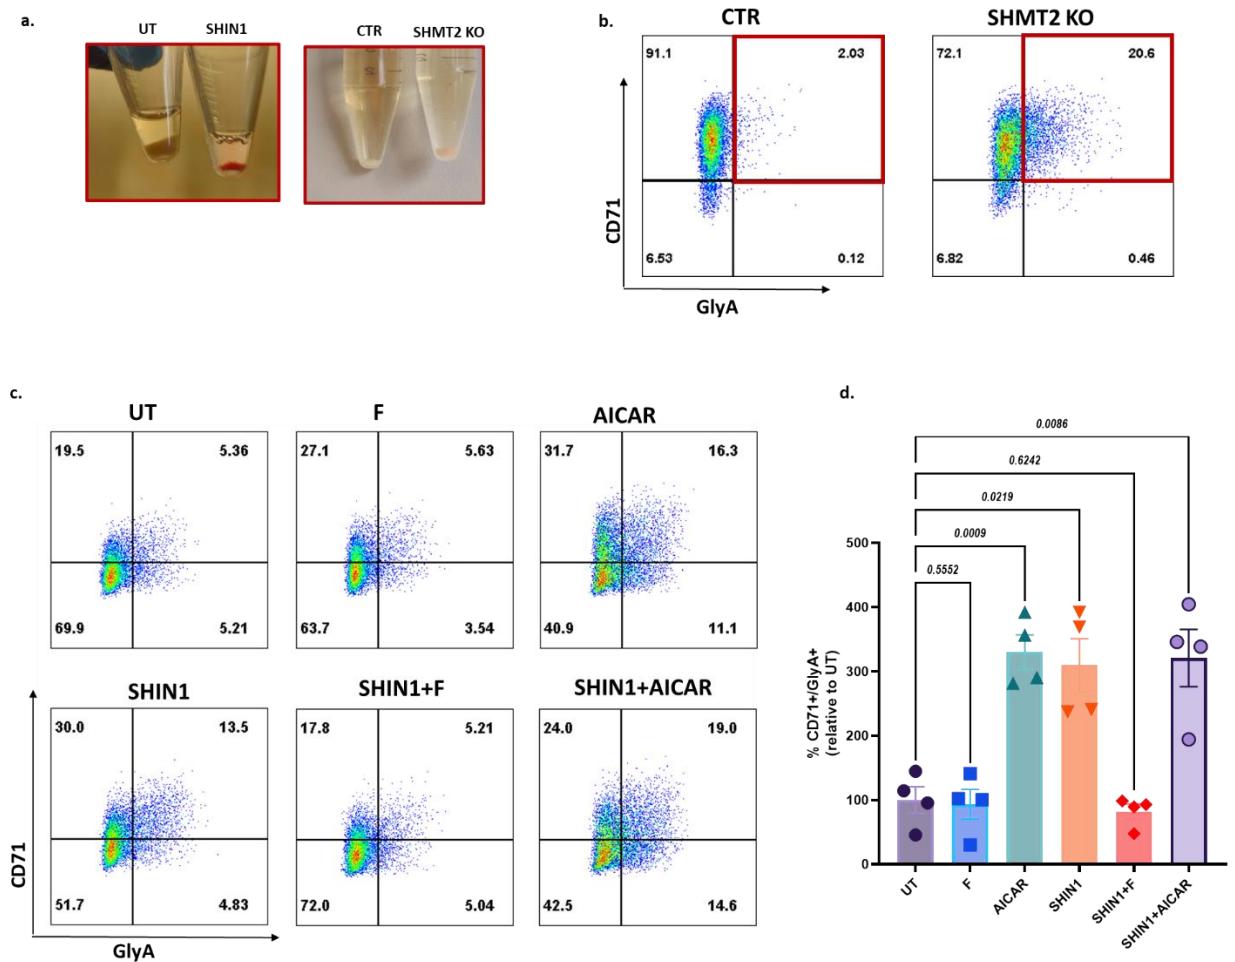 a.
UT SHIN1
CTR SHMT2 KO
b.
CTR
SHMT2 KO
91.1 2.03
6.53 0.12
72.1 20.6
6.82 0.46
CD71
GlyA
c.
UT
F
AICAR
19.5 5.36
69.9 5.21
27.1 5.63
63.7 3.54
31.7 16.3
40.9 11.1
SHIN1
SHIN1+F
SHIN1+AICAR
30.0 13.5
51.7 4.83
17.8 5.21
72.0 5.04
24.0 19.0
42.5 14.6
CD71
GlyA
d.
0.0086
0.6242
0.0219
0.0009
0.5552
% CD71+/GlyA+
(relative to UT)
500
400
300
200
100
0
UT
F
AICAR
SHIN1
SHIN1+F
SHIN1+AICAR